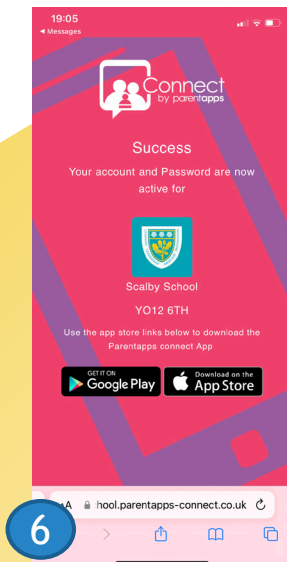 19:05
◀ Messages
Connect
by parentapps
Success
Your account and Password are now
active for
Scalby School
YO12 6TH
Use the app store links below to download the
Parentapps connect App
GET IT ON
Google Play
Download on the
App Store
AA
hool.parentapps-connect.co.uk
6